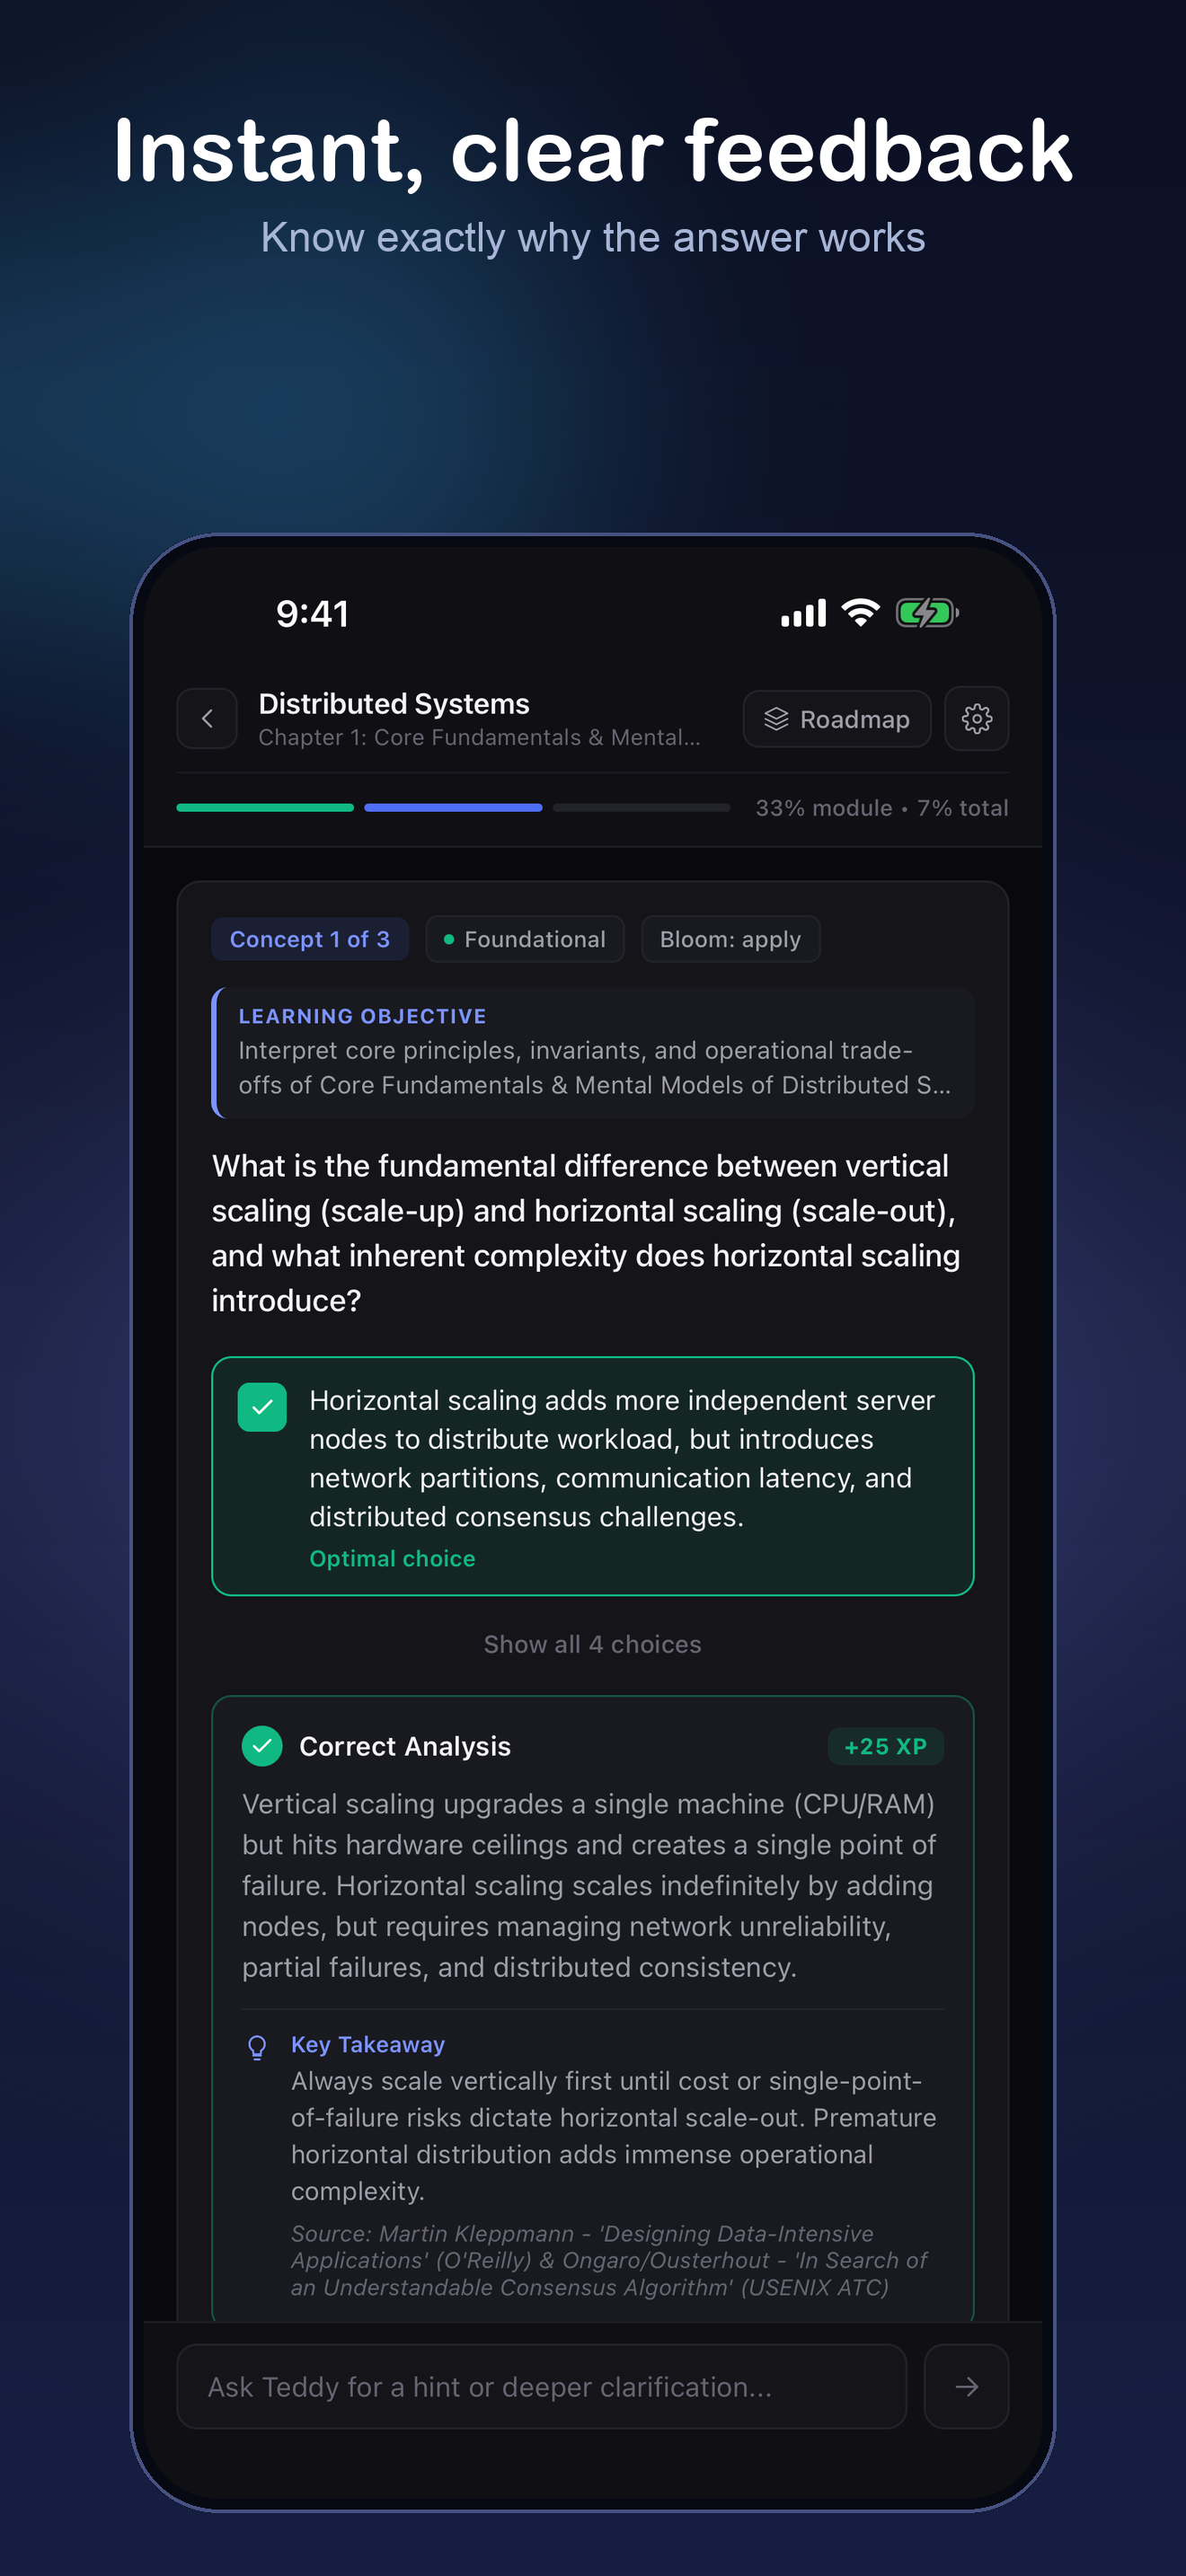 Instant, clear feedback
Know exactly why the answer works
9:41
Distributed Systems
Chapter 1: Core Fundamentals & Mental...
Roadmap
33% module • 7% total
Concept 1 of 3
Foundational
Bloom: apply
LEARNING OBJECTIVE
Interpret core principles, invariants, and operational trade-
offs of Core Fundamentals & Mental Models of Distributed S...
What is the fundamental difference between vertical
scaling (scale-up) and horizontal scaling (scale-out),
and what inherent complexity does horizontal scaling
introduce?
Horizontal scaling adds more independent server
nodes to distribute workload, but introduces
network partitions, communication latency, and
distributed consensus challenges.
Optimal choice
Show all 4 choices
Correct Analysis
+25 XP
Vertical scaling upgrades a single machine (CPU/RAM)
but hits hardware ceilings and creates a single point of
failure. Horizontal scaling scales indefinitely by adding
nodes, but requires managing network unreliability,
partial failures, and distributed consistency.
Key Takeaway
Always scale vertically first until cost or single-point-
of-failure risks dictate horizontal scale-out. Premature
horizontal distribution adds immense operational
complexity.
Source: Martin Kleppmann - 'Designing Data-Intensive
Applications' (O'Reilly) & Ongaro/Ousterhout - 'In Search of
an Understandable Consensus Algorithm' (USENIX ATC)
Ask Teddy for a hint or deeper clarification...